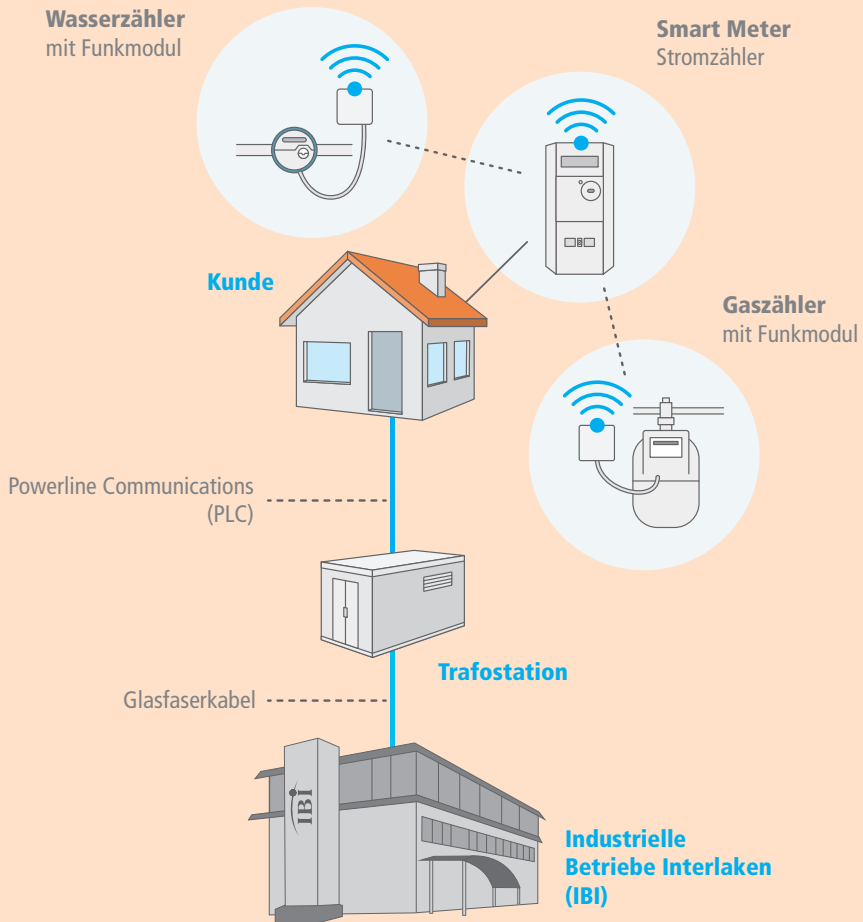 Wasserzähler
mit Funkmodul
Smart Meter
Stromzähler
Kunde
Gaszähler
mit Funkmodul
Powerline Communications
(PLC)
Trafostation
Glasfaserkabel
IBI
Industrielle
Betriebe Interlaken
(IBI)